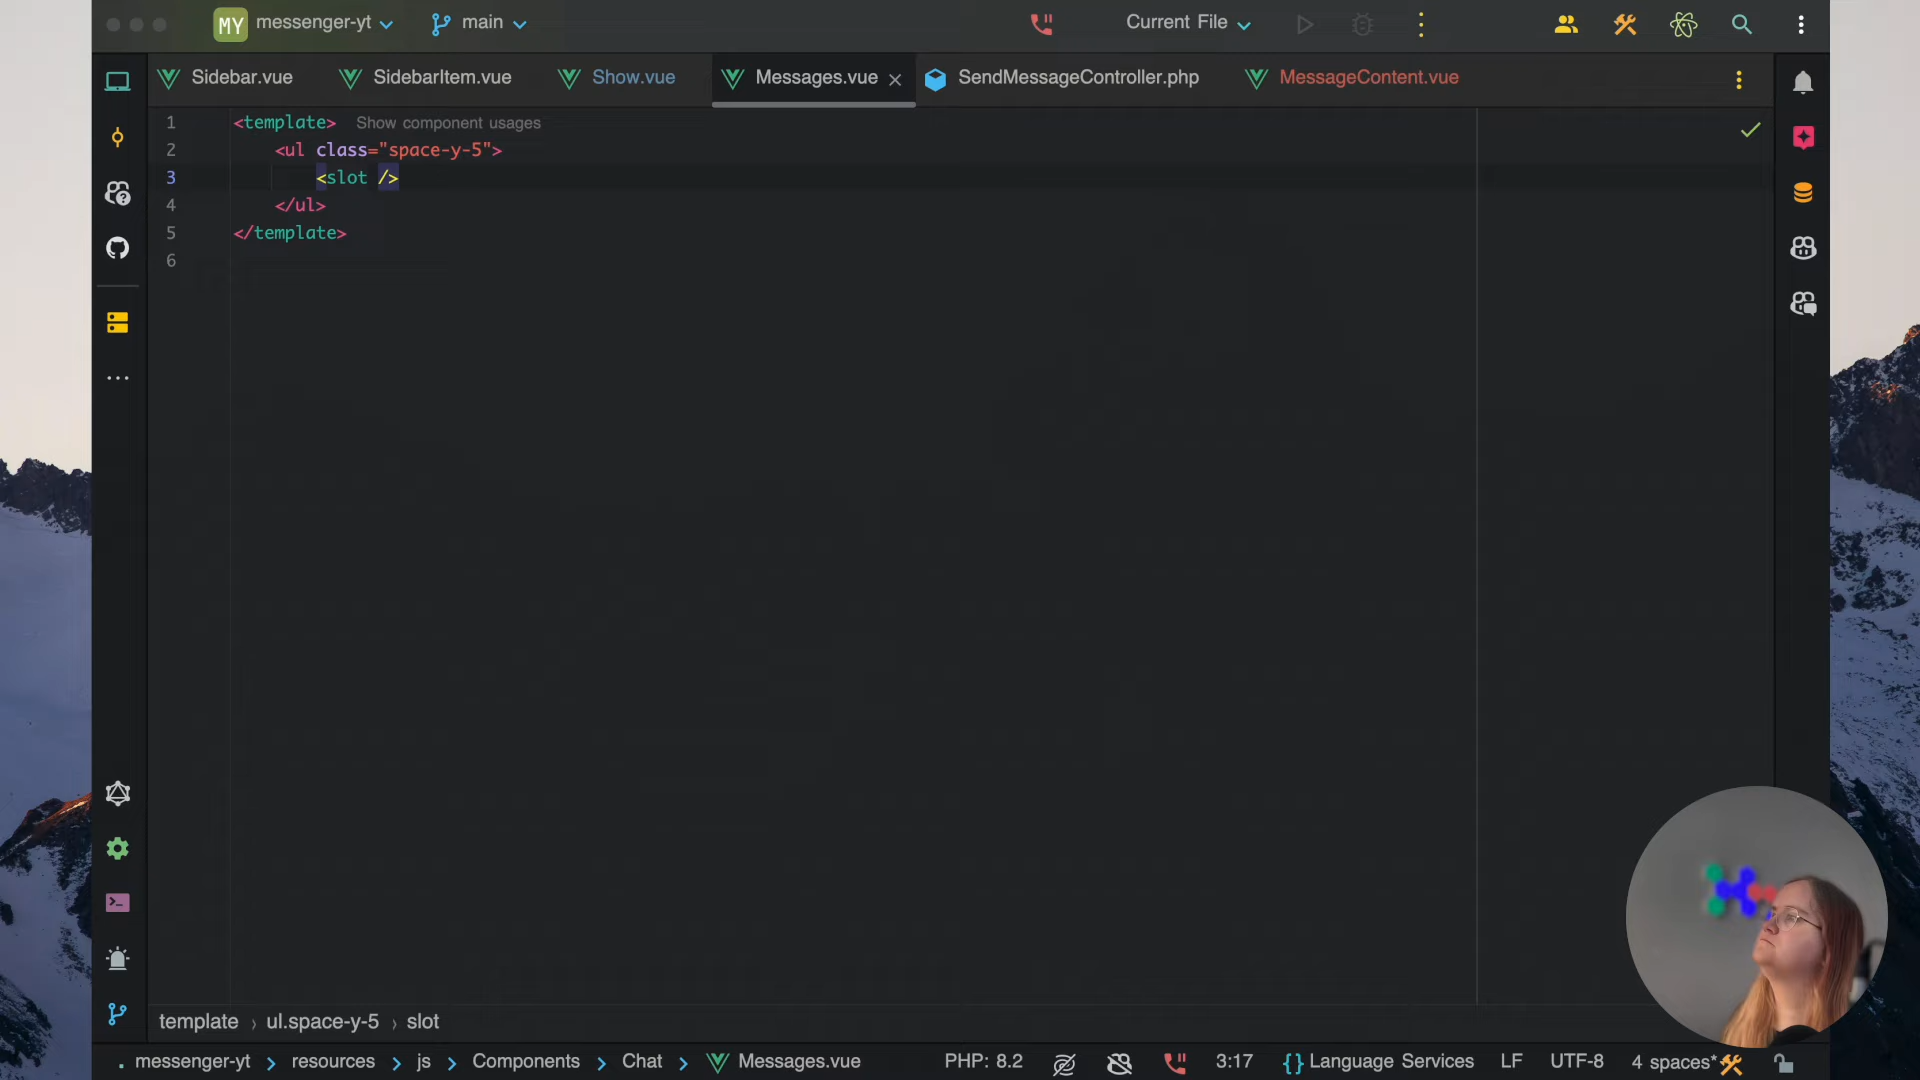 MY messenger-yt main Current File
Sidebar.vue SidebarItem.vue Show.vue Messages.vue SendMessageController.php MessageContent.vue
1 <template> Show component usages
2 <ul class="space-y-5">
3 <slot />
4 </ul>
5 </template>
6
template › ul.space-y-5 › slot
messenger-yt > resources > js > Components > Chat > Messages.vue PHP: 8.2 3:17 {} Language Services LF UTF-8 4 spaces*